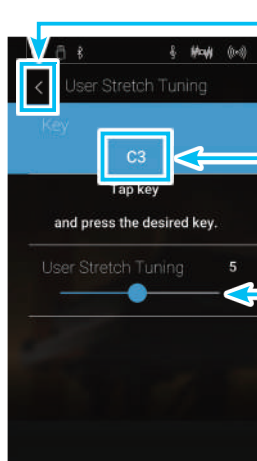 User Stretch Tuning
Key
C3
Tap key
and press the desired key.
User Stretch Tuning 5